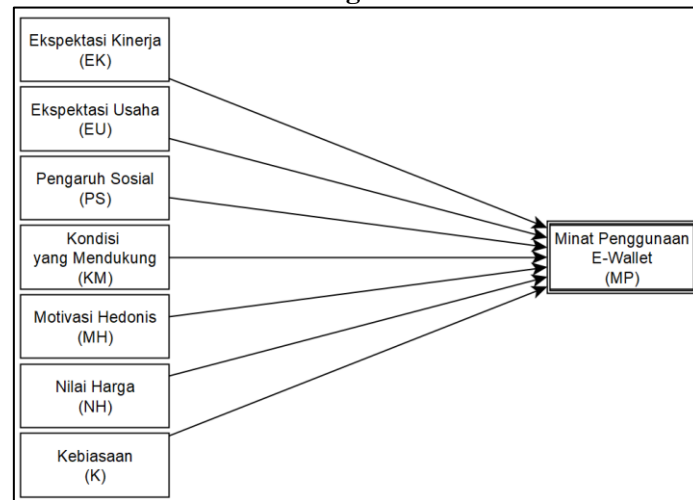 Ekspektasi Kinerja
(EK)
Ekspektasi Usaha
(EU)
Pengaruh Sosial
(PS)
Kondisi
yang Mendukung
(KM)
Motivasi Hedonis
(MH)
Nilai Harga
(NH)
Kebiasaan
(K)
Minat Penggunaan
E-Wallet
(MP)